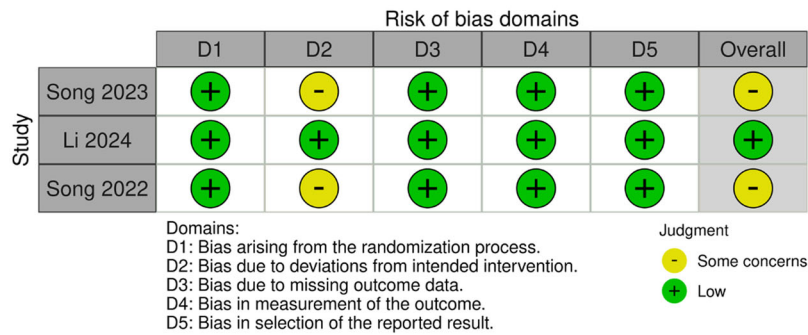 Risk of bias domains
D1 D2 D3 D4 D5 Overall
Study
Song 2023 + - + + + -
Li 2024 + + + + + +
Song 2022 + - + + + -
Domains:
D1: Bias arising from the randomization process.
D2: Bias due to deviations from intended intervention.
D3: Bias due to missing outcome data.
D4: Bias in measurement of the outcome.
D5: Bias in selection of the reported result.
Judgment
- Some concerns
+ Low